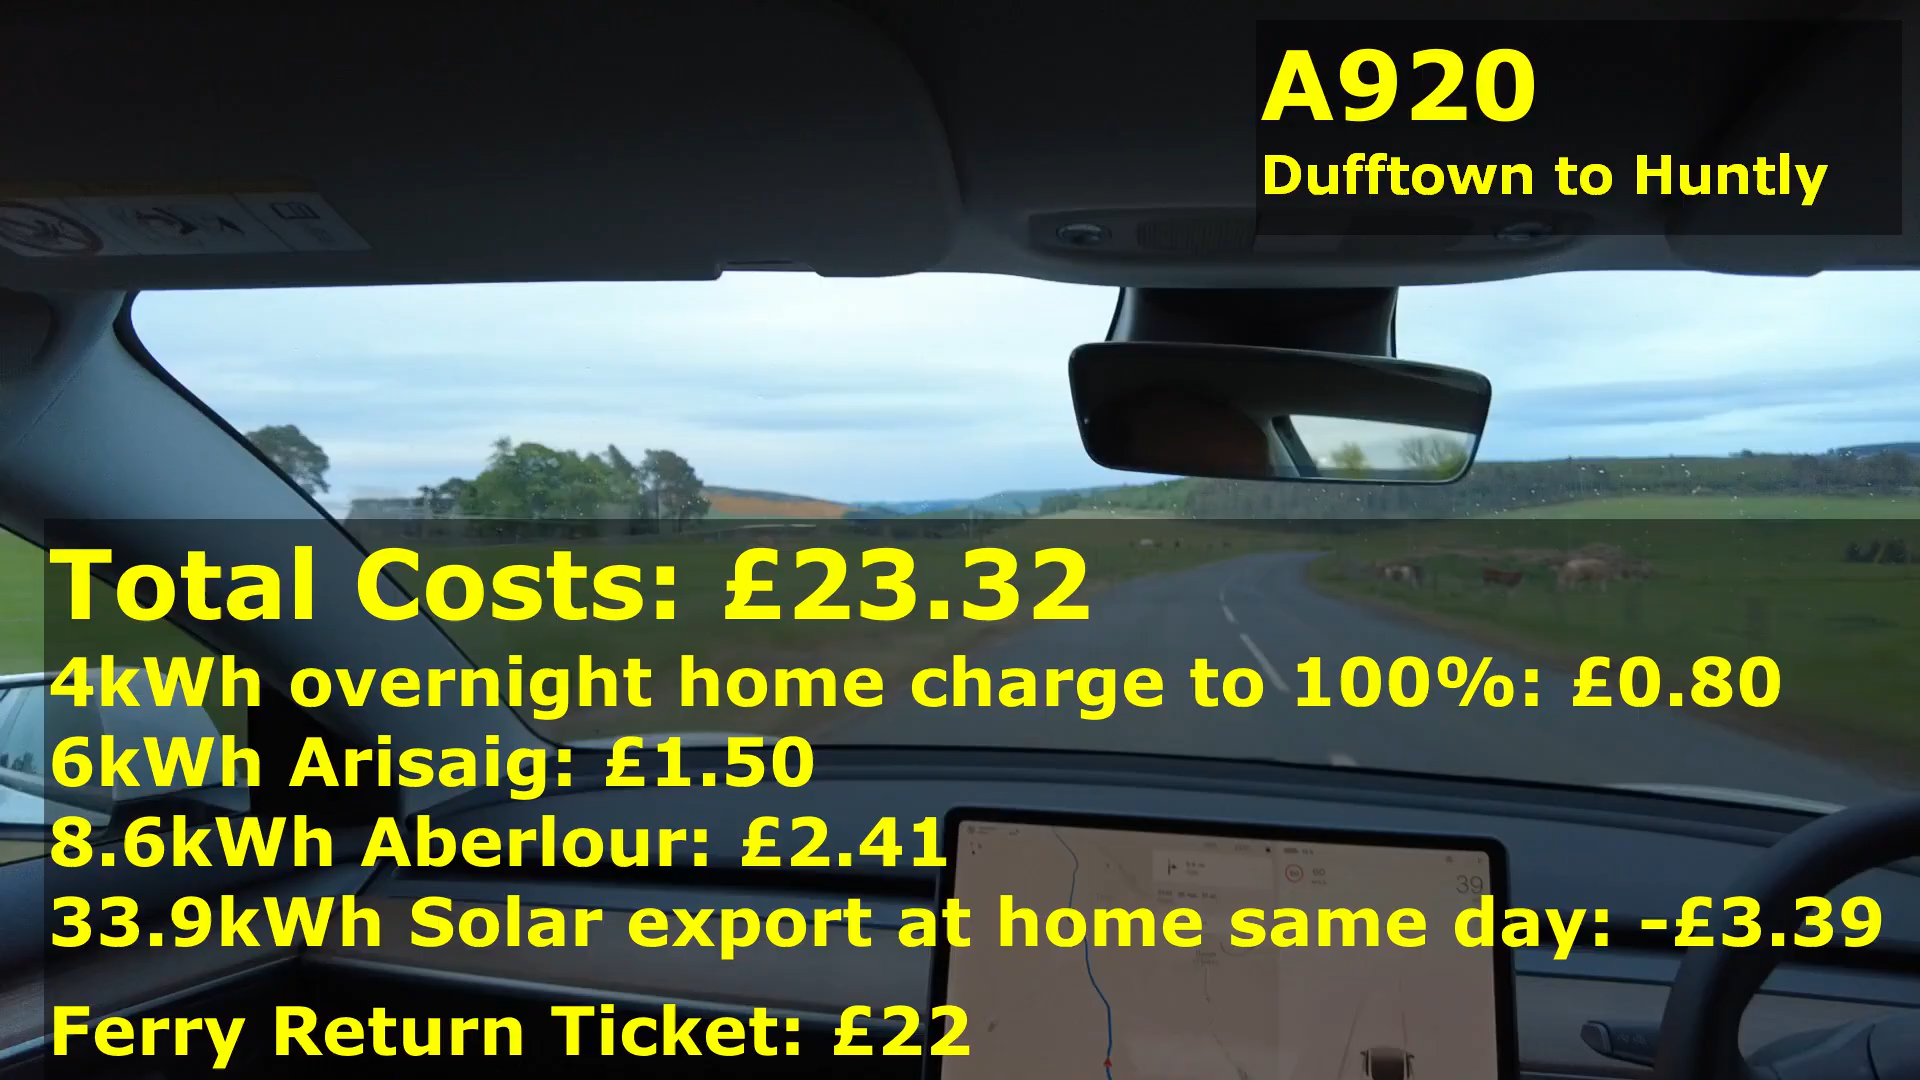 A920
Dufftown to Huntly
Total Costs: £23.32
4kWh overnight home charge to 100%: £0.80
6kWh Arisaig: £1.50
8.6kWh Aberlour: £2.41
33.9kWh Solar export at home same day: -£3.39
Ferry Return Ticket: £22
39
60